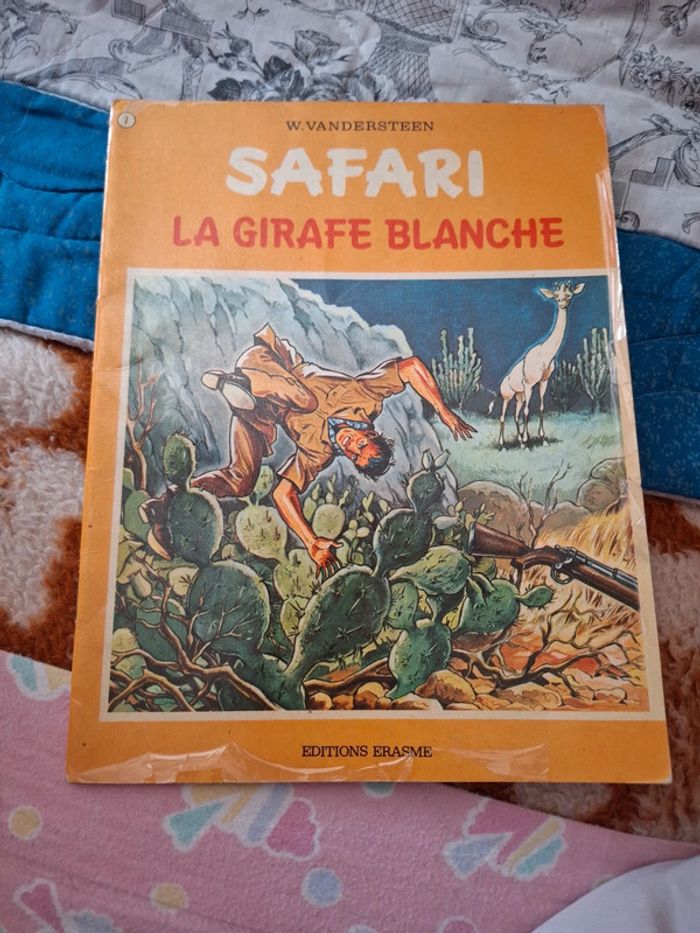 1
W. VANDERSTEEN
SAFARI
LA GIRAFE BLANCHE
EDITIONS ERASME